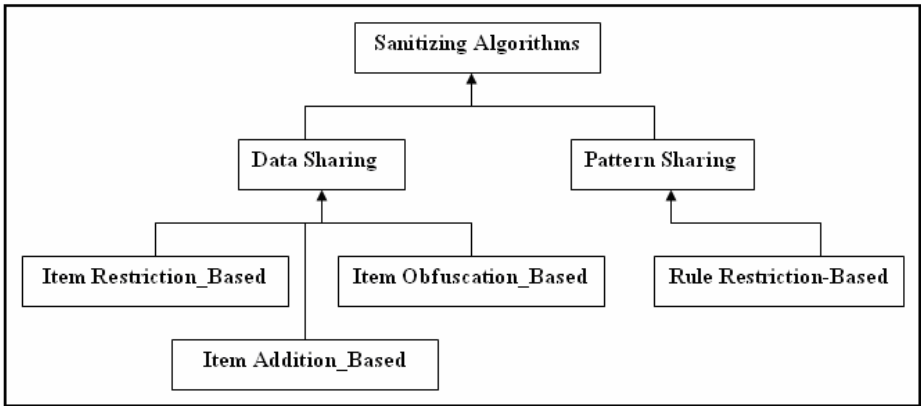 Sanitizing Algorithms
Data Sharing
Pattern Sharing
Item Restriction_Based
Item Obfuscation_Based
Rule Restriction-Based
Item Addition_Based